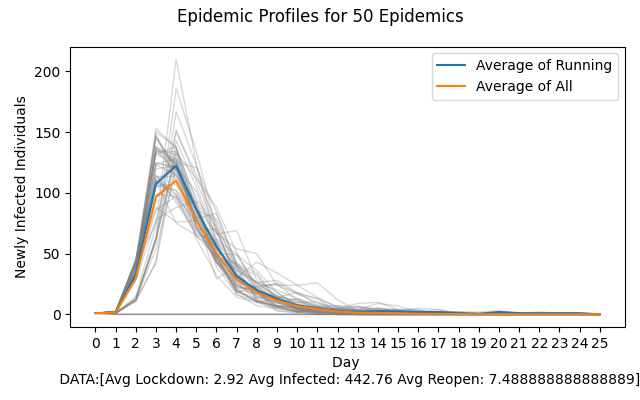 Epidemic Profiles for 50 Epidemics
Average of Running
Average of All
Newly Infected Individuals
200
150
100
50
0
0 1 2 3 4 5 6 7 8 9 10 11 12 13 14 15 16 17 18 19 20 21 22 23 24 25
Day
DATA:[Avg Lockdown: 2.92 Avg Infected: 442.76 Avg Reopen: 7.488888888888889]